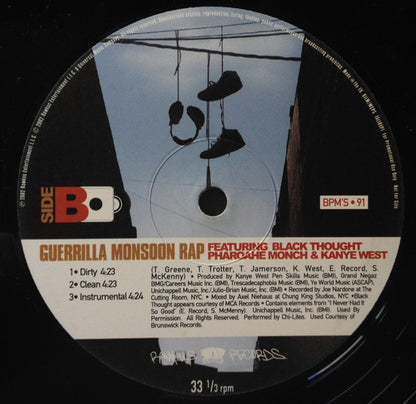 SIDE B
BPM'S • 91
GUERRILLA MONSOON RAP FEATURING BLACK THOUGHT
PHAROAHE MONCH & KANYE WEST
1 • Dirty 4:23
2 • Clean 4:23
3 • Instrumental 4:24
(T. Greene, T. Trotter, T. Jamerson, K. West, E. Record, S.
McKenny) • Produced by Kanye West Pen Skills Music (BMI), Grand Negaz
BMG/Careers Music Inc. (BMI), Trescadecaphobia Music (BMI), Ye World Music (ASCAP),
Unichappell Music Inc./Julio-Brian Music Inc. (BMI) • Recorded by Joe Nardone at The
Cutting Room, NYC. • Mixed by Axel Niehaus at Chung King Studios, NYC •Black
Thought appears courtesy of MCA Records • Contains elements from "I Never Had It
So Good" (E. Record, S. McKenny). Unichappell Music Inc. (BMI). Used By
Permission. All Rights Reserved. Performed by Chi-Lites. Used Courtesy of
Brunswick Records.
RAWKUS RECORDS
33 1/3 rpm